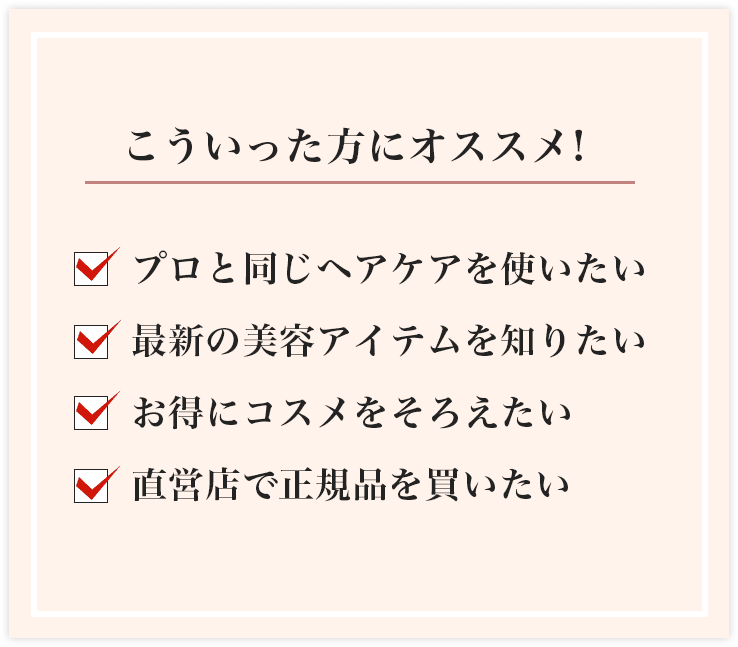 こういった方にオススメ!
プロと同じヘアケアを使いたい
最新の美容アイテムを知りたい
お得にコスメをそろえたい
直営店で正規品を買いたい